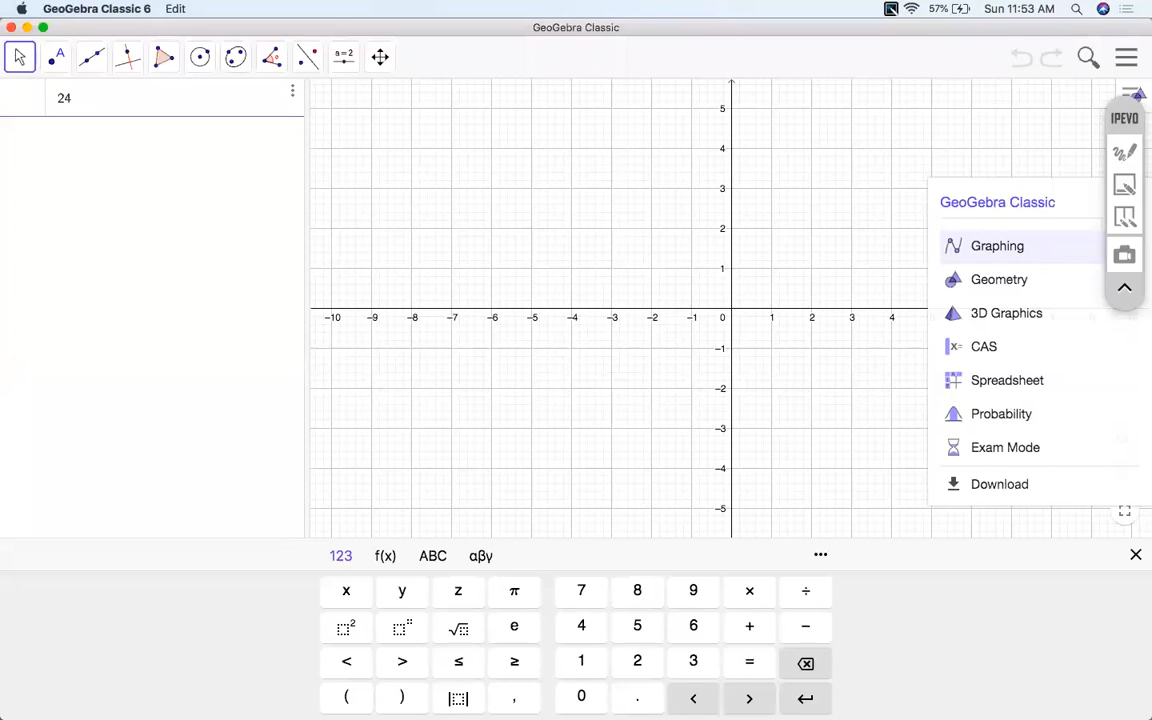 GeoGebra Classic 6 Edit 57% Sun 11:53 AM
GeoGebra Classic
A a=2
24
5
4
3
2
1
-10 -9 -8 -7 -6 -5 -4 -3 -2 -1 0 1 2 3 4
-1
-2
-3
-4
-5
IPEVO
GeoGebra Classic
Graphing
Geometry
3D Graphics
x= CAS
Spreadsheet
Probability
Exam Mode
Download
123 f(x) ABC αβγ ...
x y z π 7 8 9 × ÷
2 √ e 4 5 6 + −
< > ≤ ≥ 1 2 3 =
( ) | | , 0 . < >